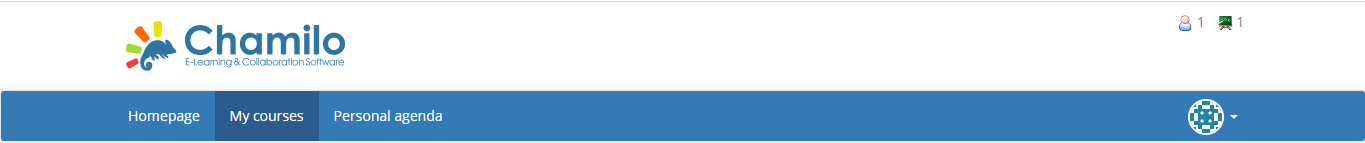 Chamilo
E-Learning & Collaboration Software
1 1
Homepage My courses Personal agenda